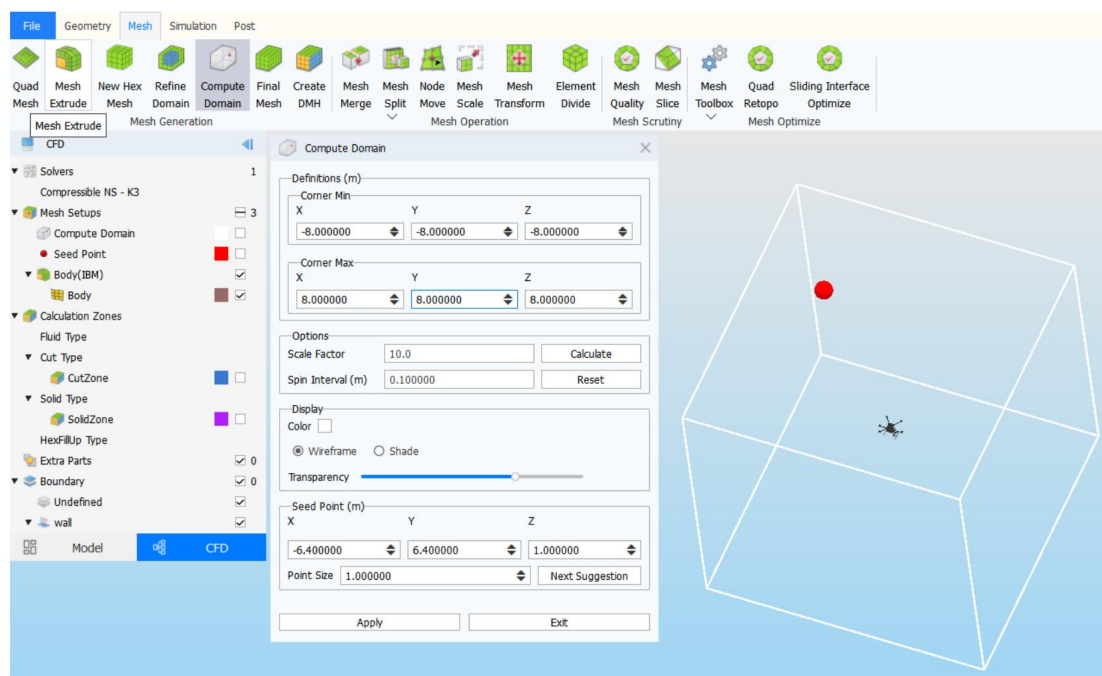 File Geometry Mesh Simulation Post
Quad Mesh New Hex Refine Compute Final Create Mesh Mesh Node Mesh Mesh Element Mesh Mesh Mesh Quad Sliding Interface
Mesh Extrude Mesh Domain Domain Mesh DMH Merge Split Move Scale Transform Divide Quality Slice Toolbox Retopo Optimize
Mesh Extrude Mesh Generation Mesh Operation Mesh Scrutiny Mesh Optimize
CFD
Solvers 1
Compressible NS - K3
Mesh Setups 3
Compute Domain
Seed Point
Body(IBM)
Body
Calculation Zones
Fluid Type
Cut Type
CutZone
Solid Type
SolidZone
HexFillUp Type
Extra Parts 0
Boundary 0
Undefined
wall
Model CFD
Compute Domain
Definitions (m)
Corner Min
X Y Z
-8.000000 -8.000000 -8.000000
Corner Max
X Y Z
8.000000 8.000000 8.000000
Options
Scale Factor 10.0 Calculate
Spin Interval (m) 0.100000 Reset
Display
Color
Wireframe Shade
Transparency
Seed Point (m)
X Y Z
-6.400000 6.400000 1.000000
Point Size 1.000000 Next Suggestion
Apply Exit